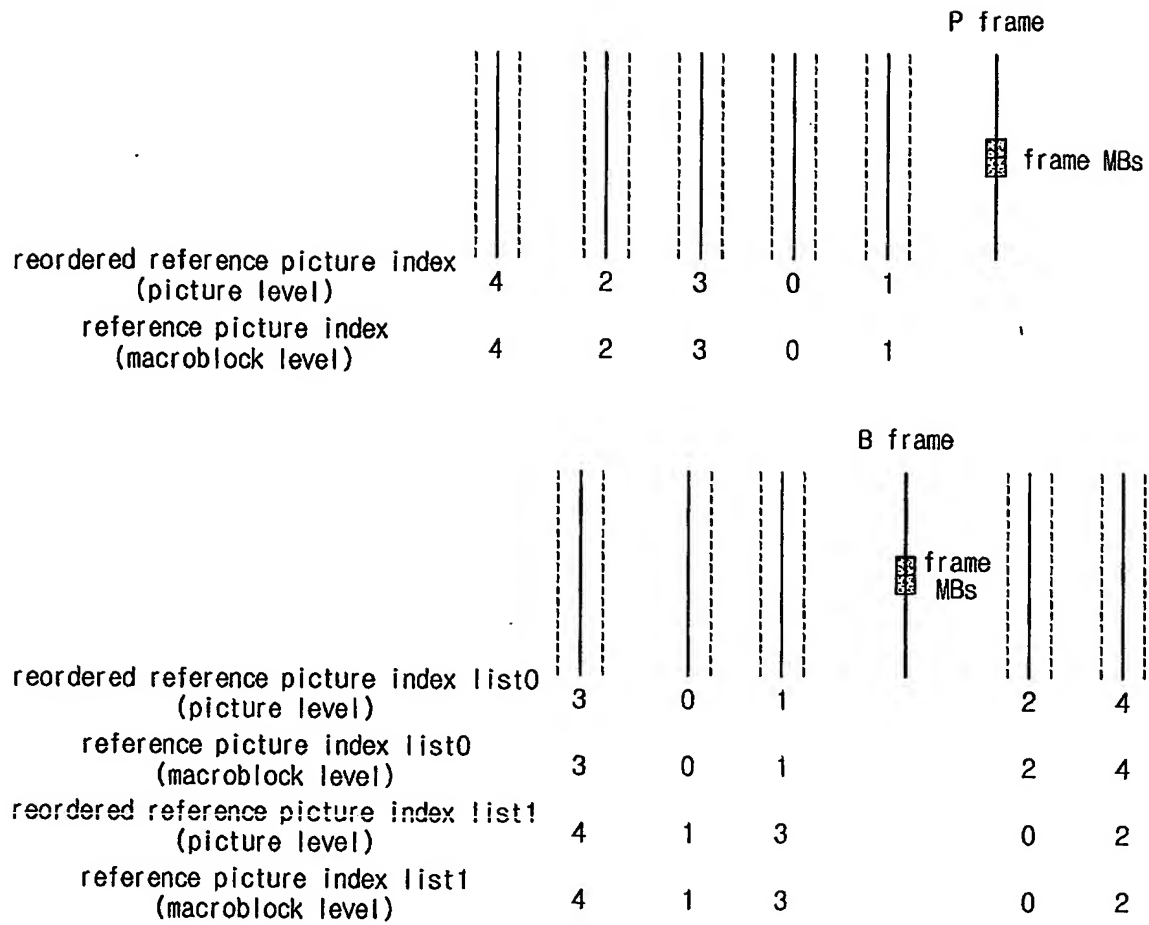 P frame
frame MBs
reordered reference picture index
(picture level)
4 2 3 0 1
reference picture index
(macroblock level)
4 2 3 0 1
B frame
frame
MBs
reordered reference picture index list0
(picture level)
3 0 1 2 4
reference picture index list0
(macroblock level)
3 0 1 2 4
reordered reference picture index list1
(picture level)
4 1 3 0 2
reference picture index list1
(macroblock level)
4 1 3 0 2